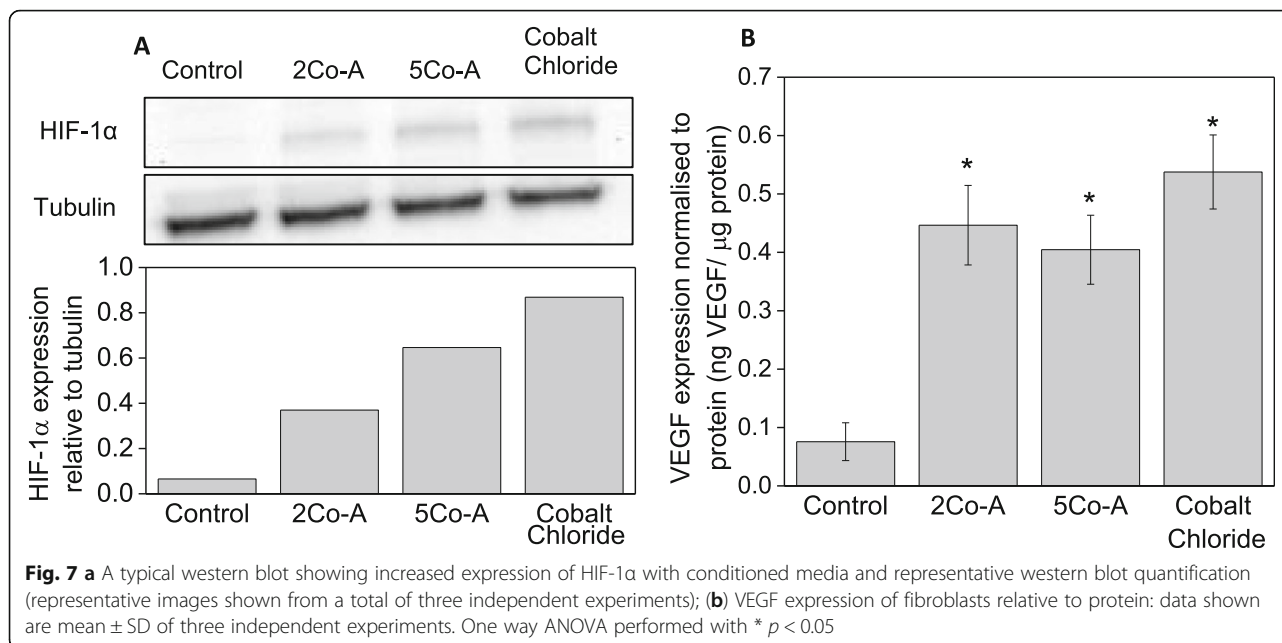 A
Control
2Co-A
5Co-A
Cobalt
Chloride
HIF-1α
Tubulin
HIF-1α expression
relative to tubulin
1.0
0.8
0.6
0.4
0.2
0.0
Control
2Co-A
5Co-A
Cobalt
Chloride
B
VEGF expression normalised to
protein (ng VEGF/ μg protein)
0.7
0.6
0.5
0.4
0.3
0.2
0.1
0.0
*
*
*
Control
2Co-A
5Co-A
Cobalt
Chloride
Fig. 7 a A typical western blot showing increased expression of HIF-1α with conditioned media and representative western blot quantification
(representative images shown from a total of three independent experiments); (b) VEGF expression of fibroblasts relative to protein: data shown
are mean ± SD of three independent experiments. One way ANOVA performed with * p < 0.05